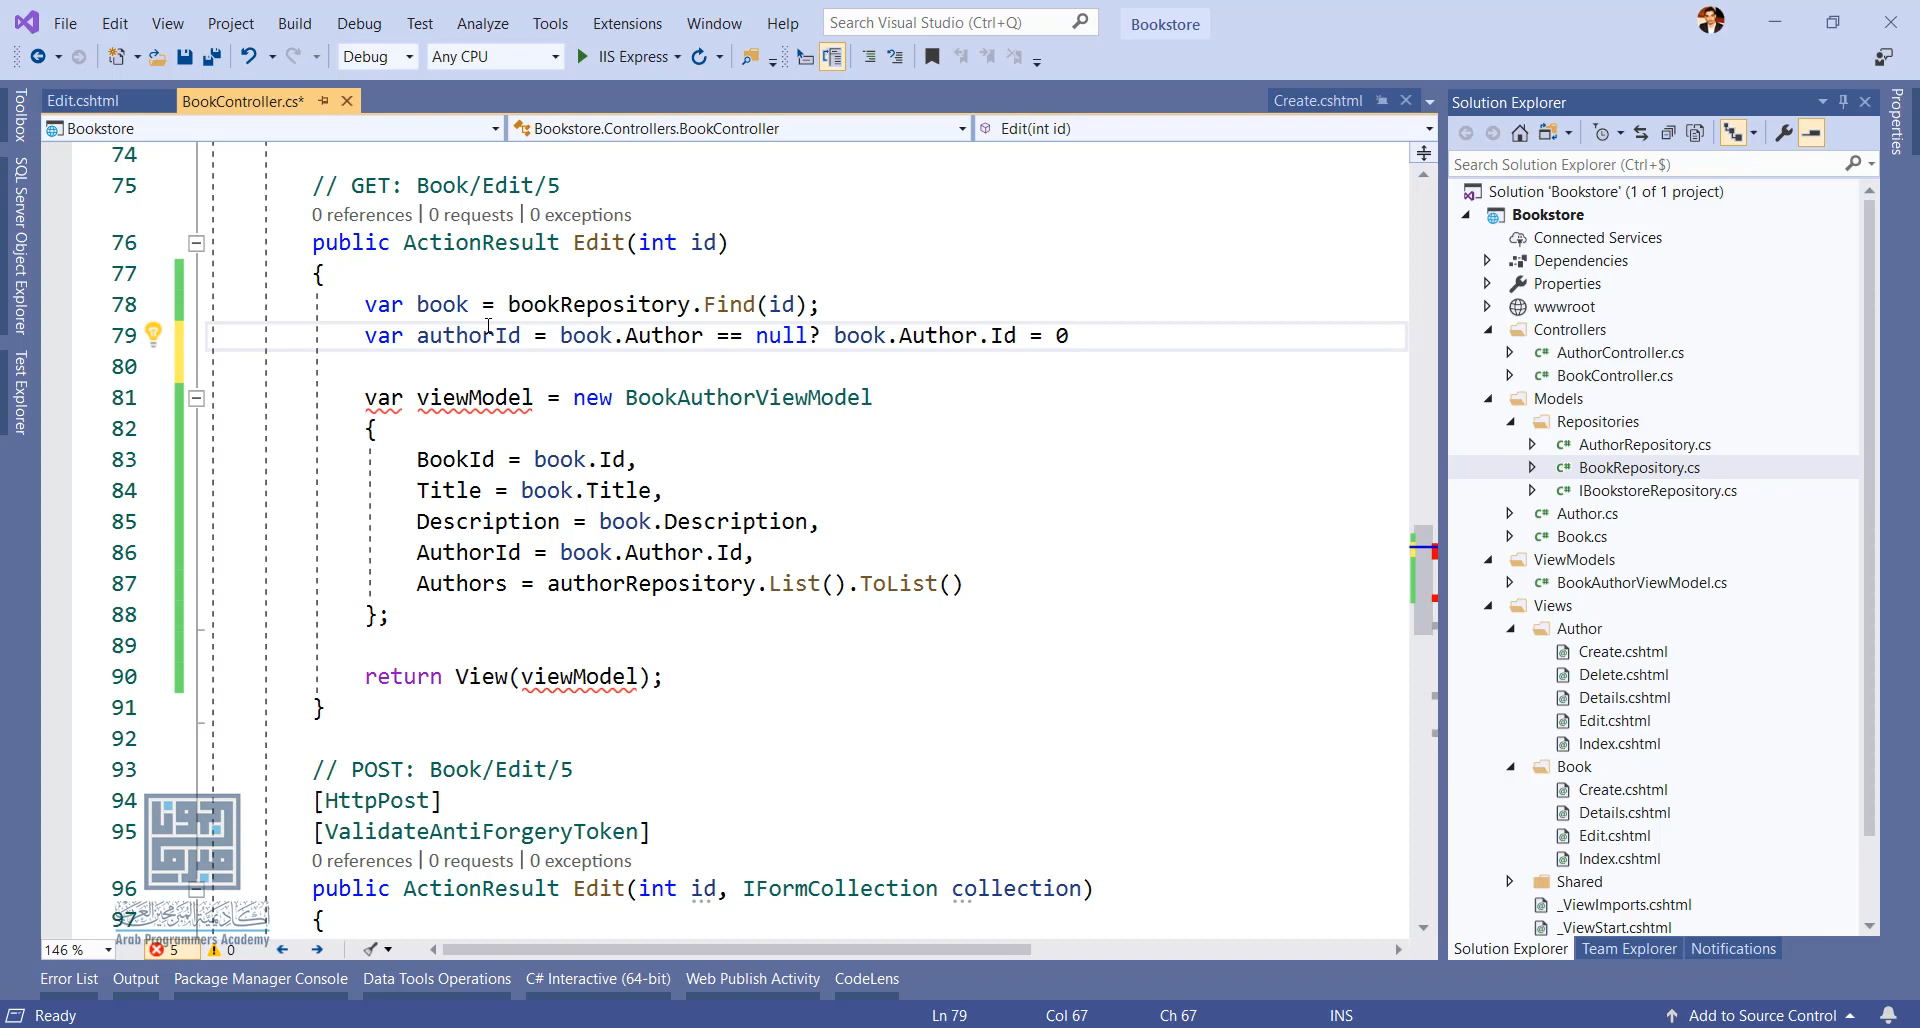 File Edit View Project Build Debug Test Analyze Tools Extensions Window Help Search Visual Studio (Ctrl+Q) Bookstore
Debug Any CPU IIS Express
Edit.cshtml BookController.cs* Create.cshtml
Bookstore Bookstore.Controllers.BookController Edit(int id)
Toolbox
SQL Server Object Explorer
Test Explorer
74
75 // GET: Book/Edit/5
0 references | 0 requests | 0 exceptions
76 public ActionResult Edit(int id)
77 {
78 var book = bookRepository.Find(id);
79 var authorId = book.Author == null? book.Author.Id = 0
80
81 var viewModel = new BookAuthorViewModel
82 {
83 BookId = book.Id,
84 Title = book.Title,
85 Description = book.Description,
86 AuthorId = book.Author.Id,
87 Authors = authorRepository.List().ToList()
88 };
89
90 return View(viewModel);
91 }
92
93 // POST: Book/Edit/5
94 [HttpPost]
95 [ValidateAntiForgeryToken]
0 references | 0 requests | 0 exceptions
96 public ActionResult Edit(int id, IFormCollection collection)
97 {
أكاديمية المبرمجين العرب
Arab Programmers Academy
146 % 5 0
Solution Explorer
Search Solution Explorer (Ctrl+$)
Solution 'Bookstore' (1 of 1 project)
Bookstore
Connected Services
Dependencies
Properties
wwwroot
Controllers
C# AuthorController.cs
C# BookController.cs
Models
Repositories
C# AuthorRepository.cs
C# BookRepository.cs
C# IBookstoreRepository.cs
C# Author.cs
C# Book.cs
ViewModels
C# BookAuthorViewModel.cs
Views
Author
Create.cshtml
Delete.cshtml
Details.cshtml
Edit.cshtml
Index.cshtml
Book
Create.cshtml
Details.cshtml
Edit.cshtml
Index.cshtml
Shared
_ViewImports.cshtml
_ViewStart.cshtml
Solution Explorer Team Explorer Notifications
Properties
Error List Output Package Manager Console Data Tools Operations C# Interactive (64-bit) Web Publish Activity CodeLens
Ready Ln 79 Col 67 Ch 67 INS Add to Source Control